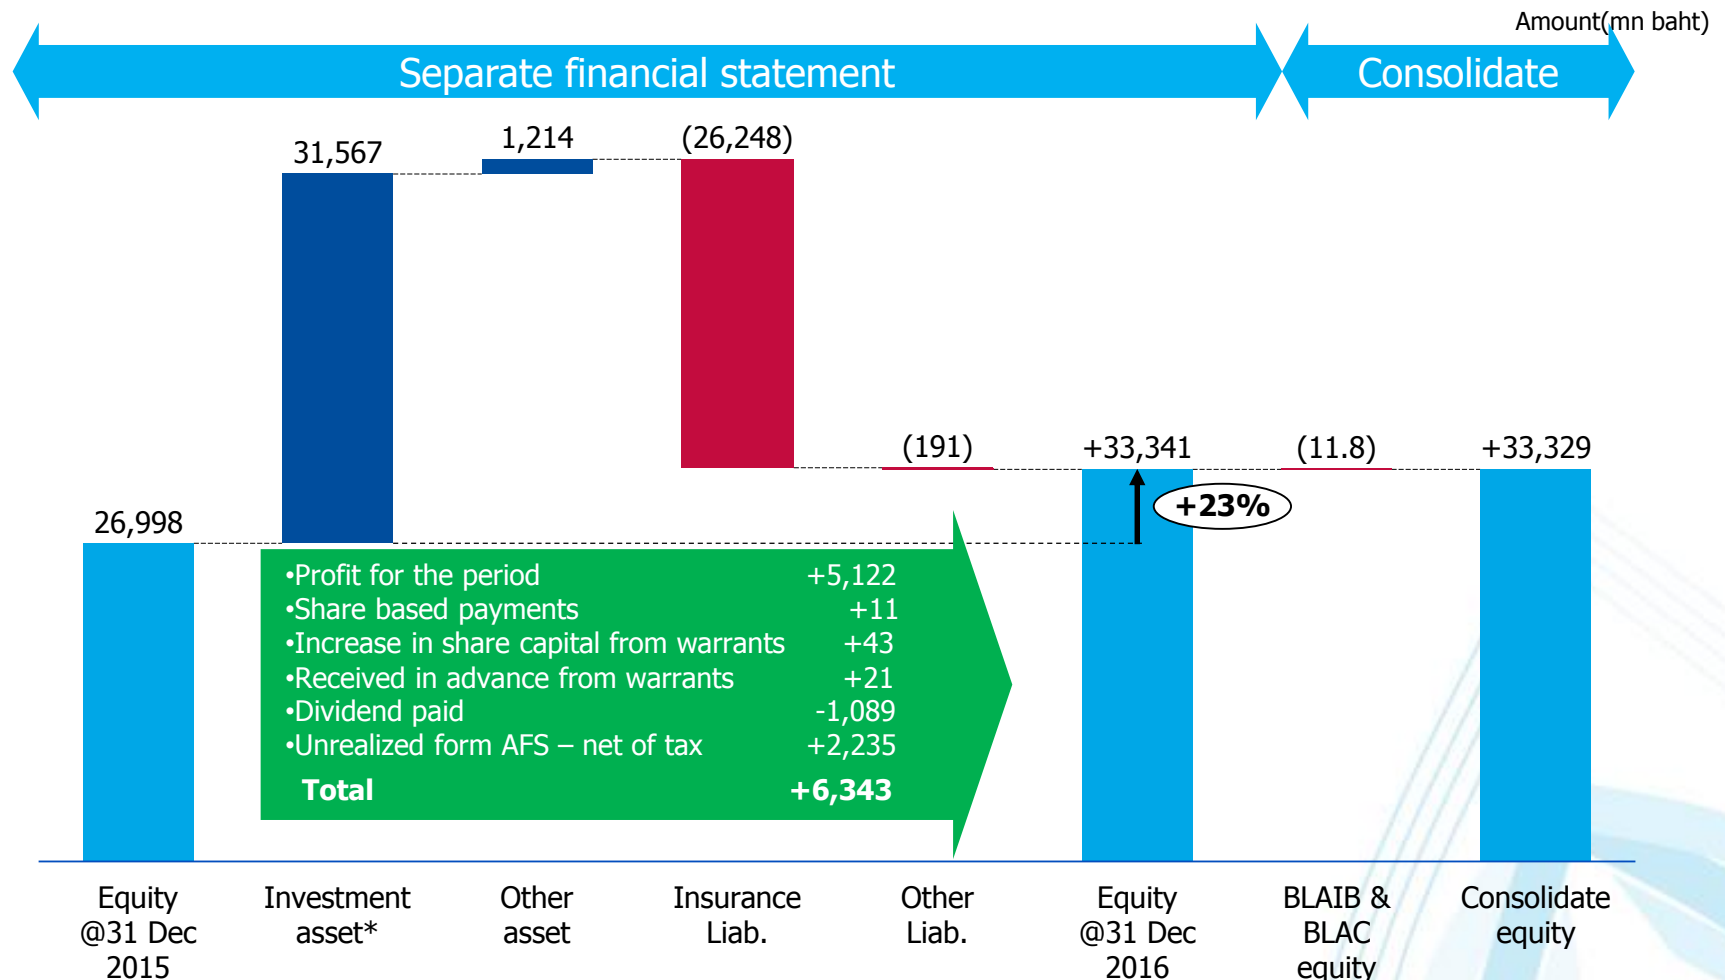 Amount(mn baht)
Separate financial statement
Consolidate
31,567
1,214
(26,248)
26,998
(191)
+33,341
(11.8)
+33,329
+23%
•Profit for the period +5,122
•Share based payments +11
•Increase in share capital from warrants +43
•Received in advance from warrants +21
•Dividend paid -1,089
•Unrealized form AFS – net of tax +2,235
Total +6,343
Equity
@31 Dec
2015
Investment
asset*
Other
asset
Insurance
Liab.
Other
Liab.
Equity
@31 Dec
2016
BLAIB &
BLAC
equity
Consolidate
equity